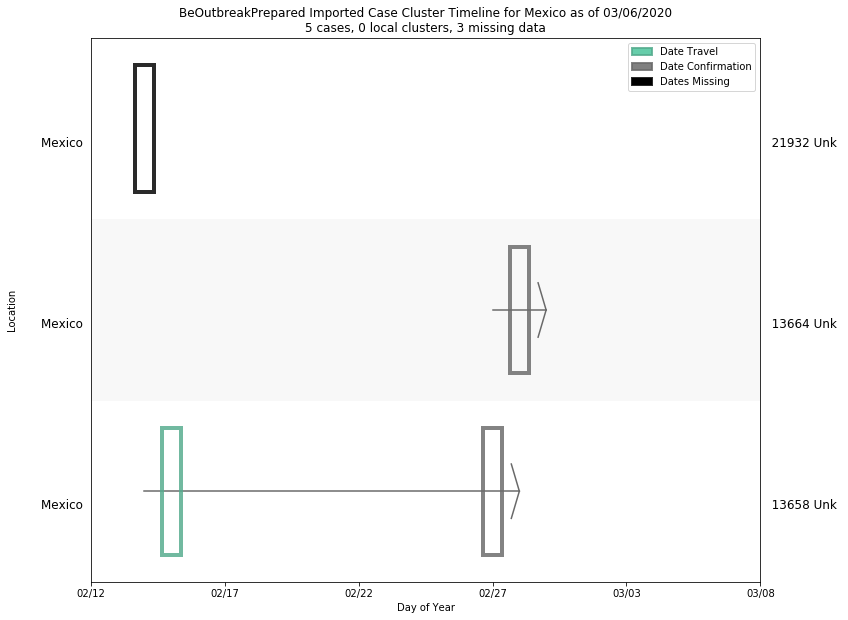 BeOutbreakPrepared Imported Case Cluster Timeline for Mexico as of 03/06/2020
5 cases, 0 local clusters, 3 missing data
Date Travel
Date Confirmation
Dates Missing
Mexico
21932 Unk
Mexico
13664 Unk
Location
Mexico
13658 Unk
02/12
02/17
02/22
02/27
03/03
03/08
Day of Year